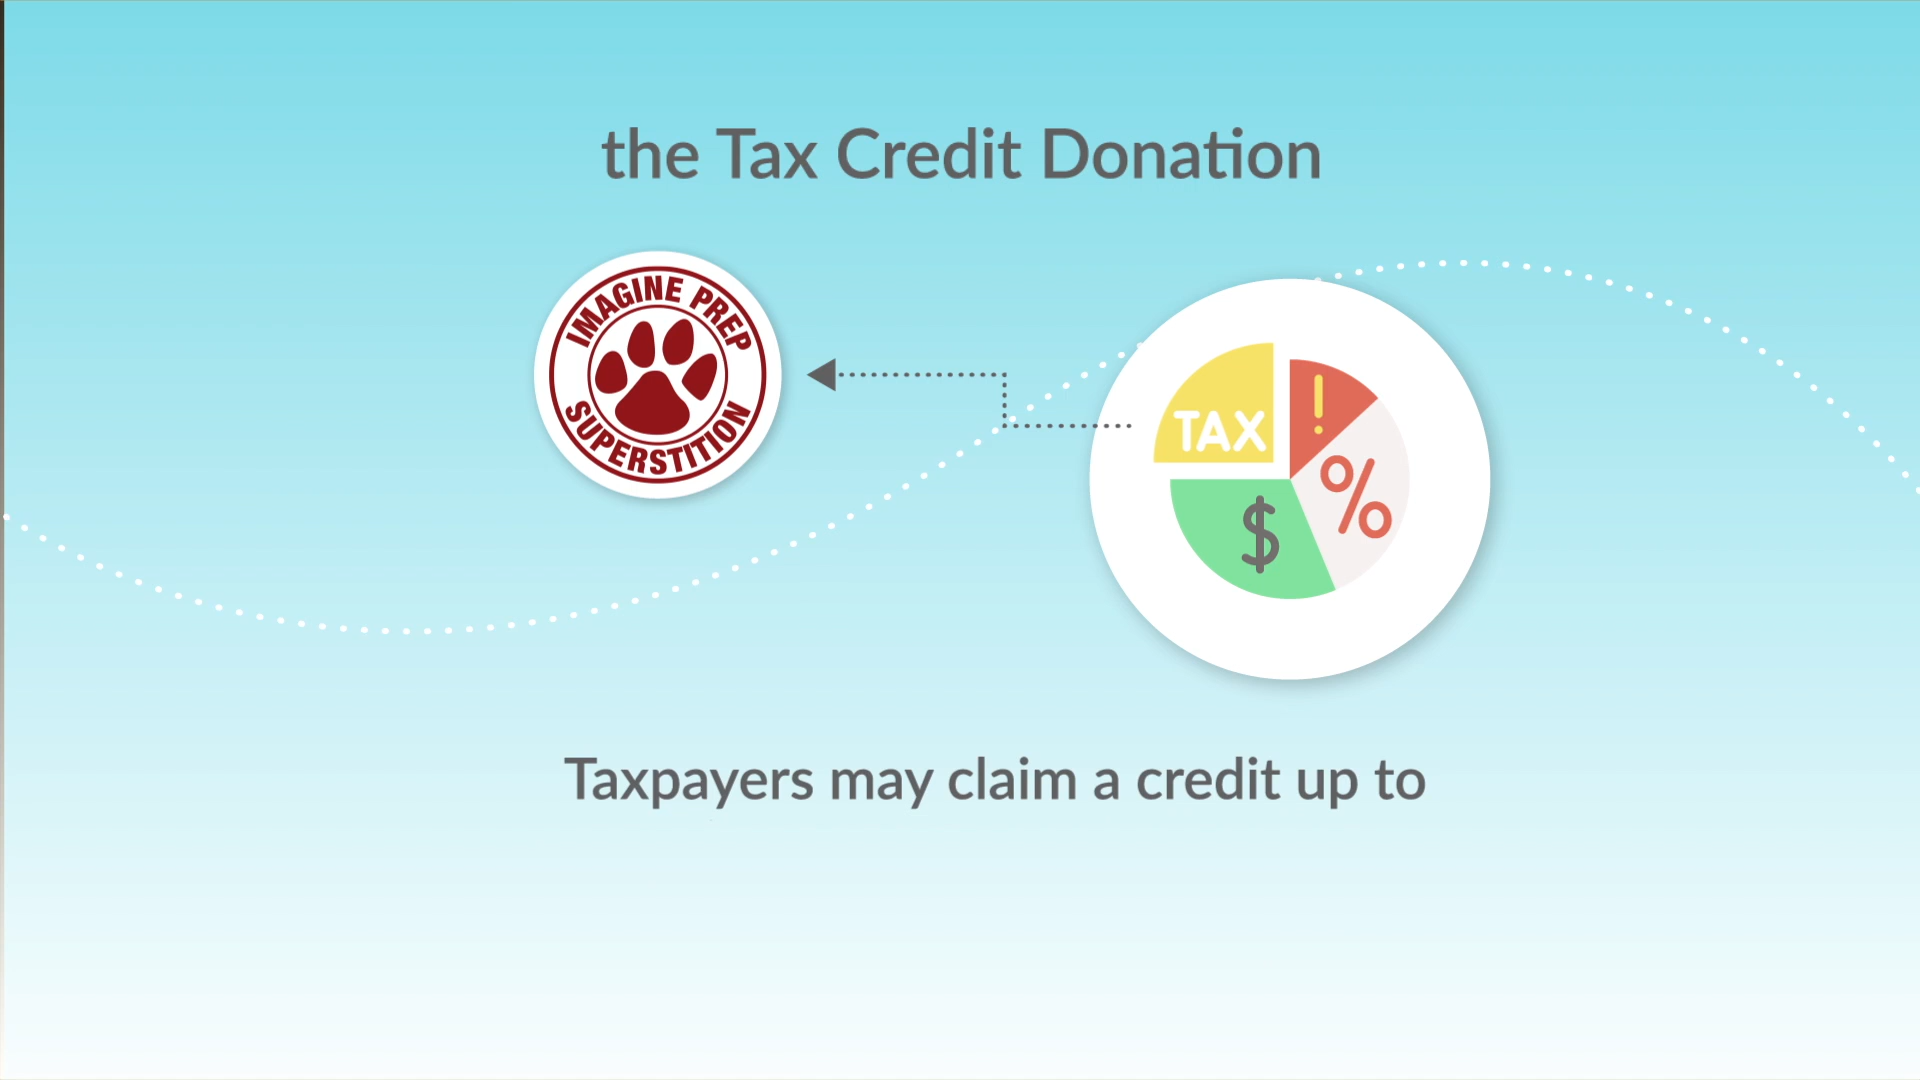 the Tax Credit Donation
IMAGINE PREP
SUPERSTITION
TAX
!
%
$
Taxpayers may claim a credit up to